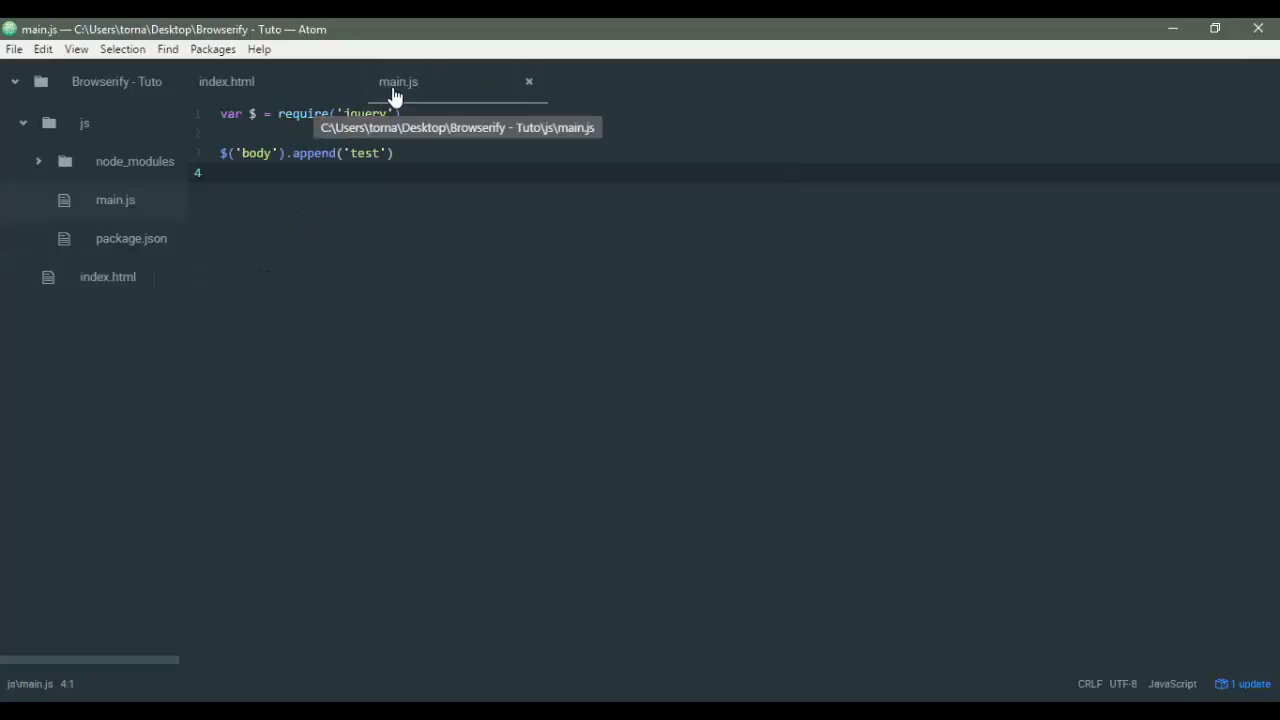 main.js — C:\Users\torna\Desktop\Browserify - Tuto — Atom
File Edit View Selection Find Packages Help
Browserify - Tuto index.html main.js
js
node_modules
main.js
package.json
index.html
1 var $ = require('jquery')
C:\Users\torna\Desktop\Browserify - Tuto\js\main.js
2
3 $('body').append('test')
4
js\main.js 4:1 CRLF UTF-8 JavaScript 1 update